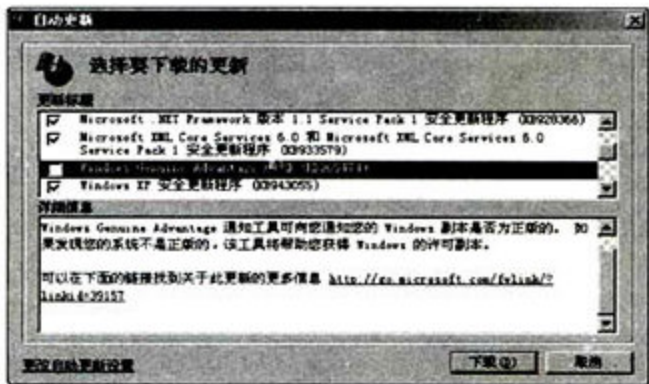 自动更新
选择要下载的更新
更新标题
Microsoft .NET Framework 版本 1.1 Service Pack 1 安全更新程序 (KB928366)
Microsoft XML Core Services 6.0 和 Microsoft XML Core Services 6.0
Service Pack 1 安全更新程序 (KB933579)
Windows Genuine Advantage
Windows XP 安全更新程序 (KB943055)
详细信息
Windows Genuine Advantage 通知工具可向您通知您的 Windows 副本是否为正版的。 如
果发现您的系统不是正版的，该工具将帮助您获得 Windows 的许可副本。
可以在下面的链接找到关于此更新的更多信息 http://go.microsoft.com/fwlink/?
linkid=39157
更改自动更新设置
下载(D)
取消